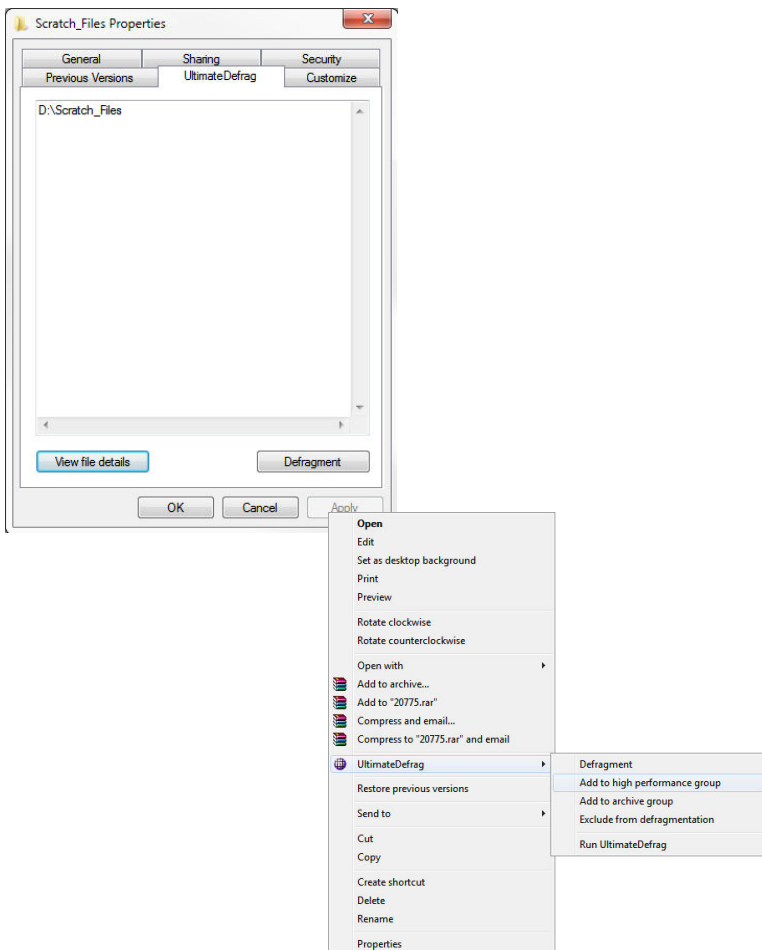 Scratch_Files Properties
General Sharing Security
Previous Versions UltimateDefrag Customize
D:\Scratch_Files
View file details Defragment
OK Cancel Apply
Open
Edit
Set as desktop background
Print
Preview
Rotate clockwise
Rotate counterclockwise
Open with
Add to archive...
Add to "20775.rar"
Compress and email...
Compress to "20775.rar" and email
UltimateDefrag
Restore previous versions
Send to
Cut
Copy
Create shortcut
Delete
Rename
Properties
Defragment
Add to high performance group
Add to archive group
Exclude from defragmentation
Run UltimateDefrag